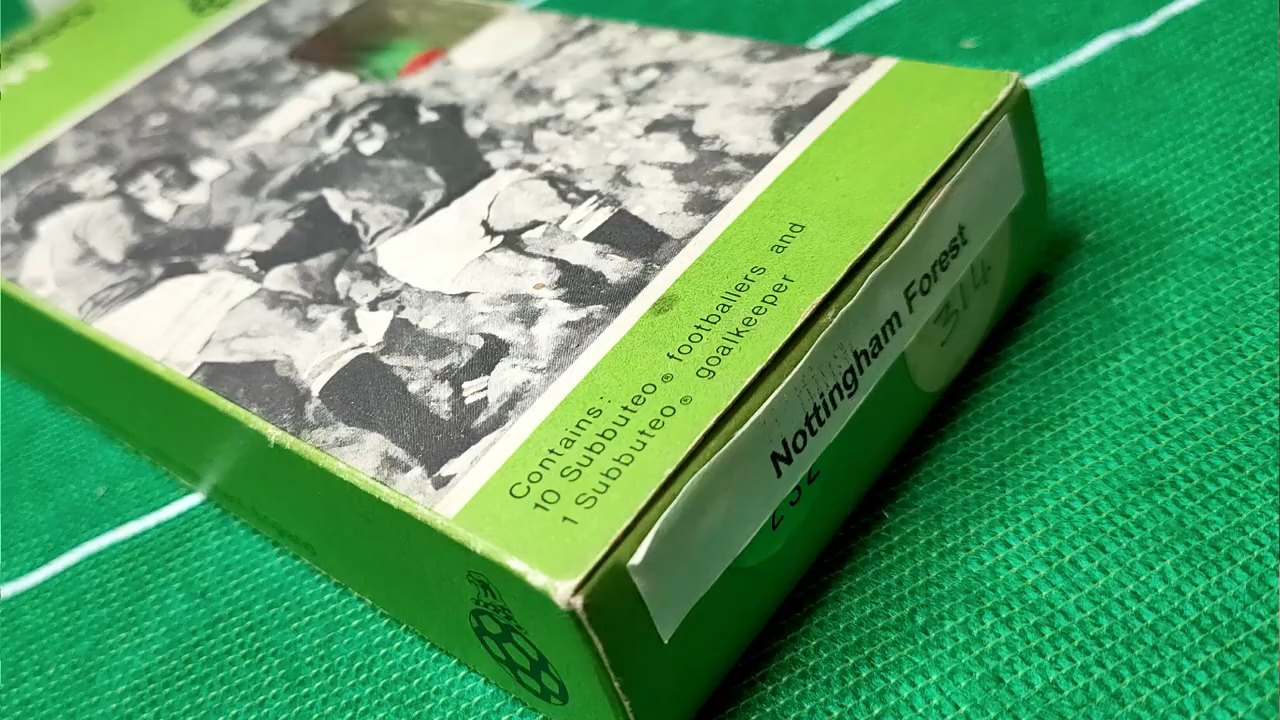 Contains:
10 Subbuteo ® footballers and
1 Subbuteo ® goalkeeper
Nottingham Forest
314